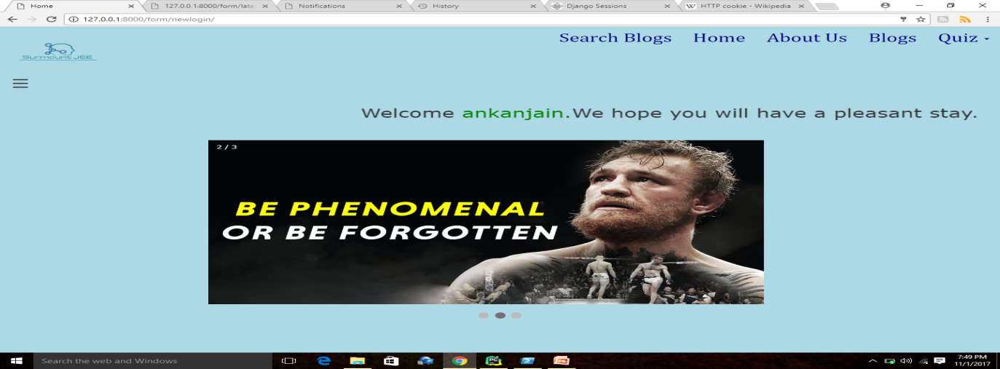 Home
127.0.0.1:8000/form/late
Notifications
History
Django Sessions
HTTP cookie - Wikipedia
127.0.0.1:8000/form/newlogin/
Surmount JEE
Search Blogs Home About Us Blogs Quiz
Welcome ankanjain.We hope you will have a pleasant stay.
2 / 3
BE PHENOMENAL
OR BE FORGOTTEN
Search the web and Windows
7:49 PM
11/1/2017